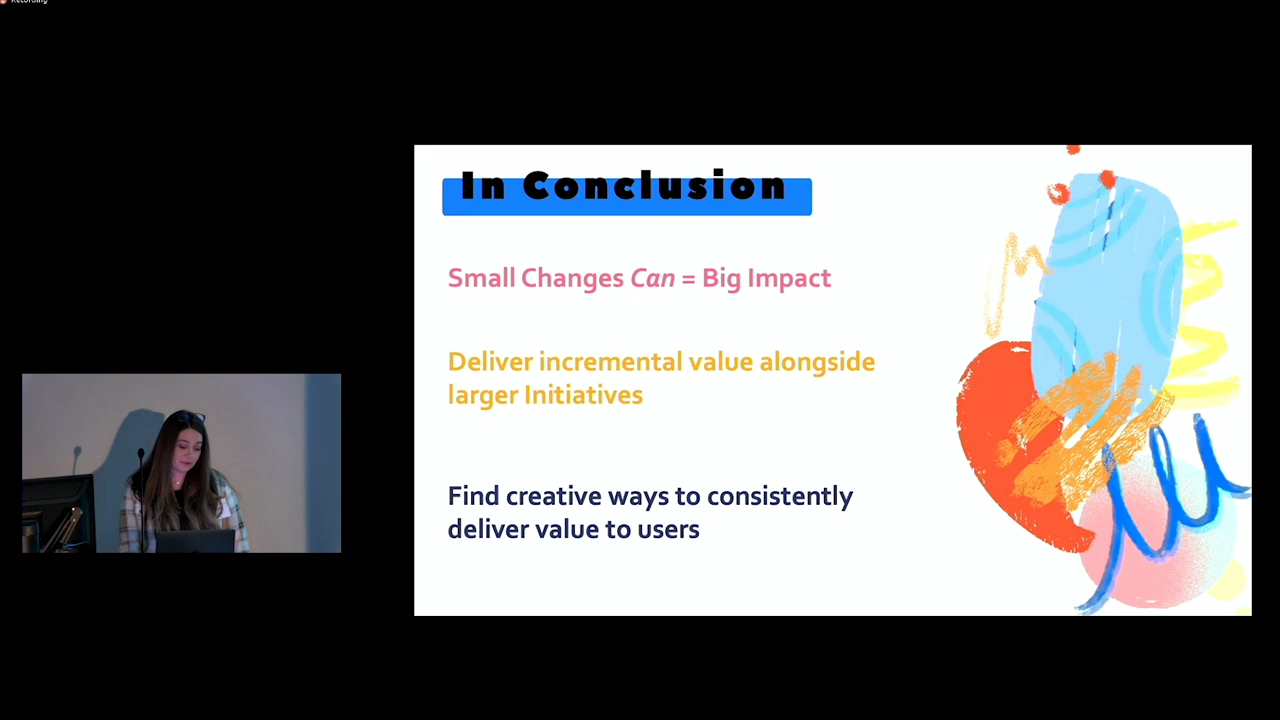 Recording
In Conclusion
Small Changes Can = Big Impact
Deliver incremental value alongside
larger Initiatives
Find creative ways to consistently
deliver value to users